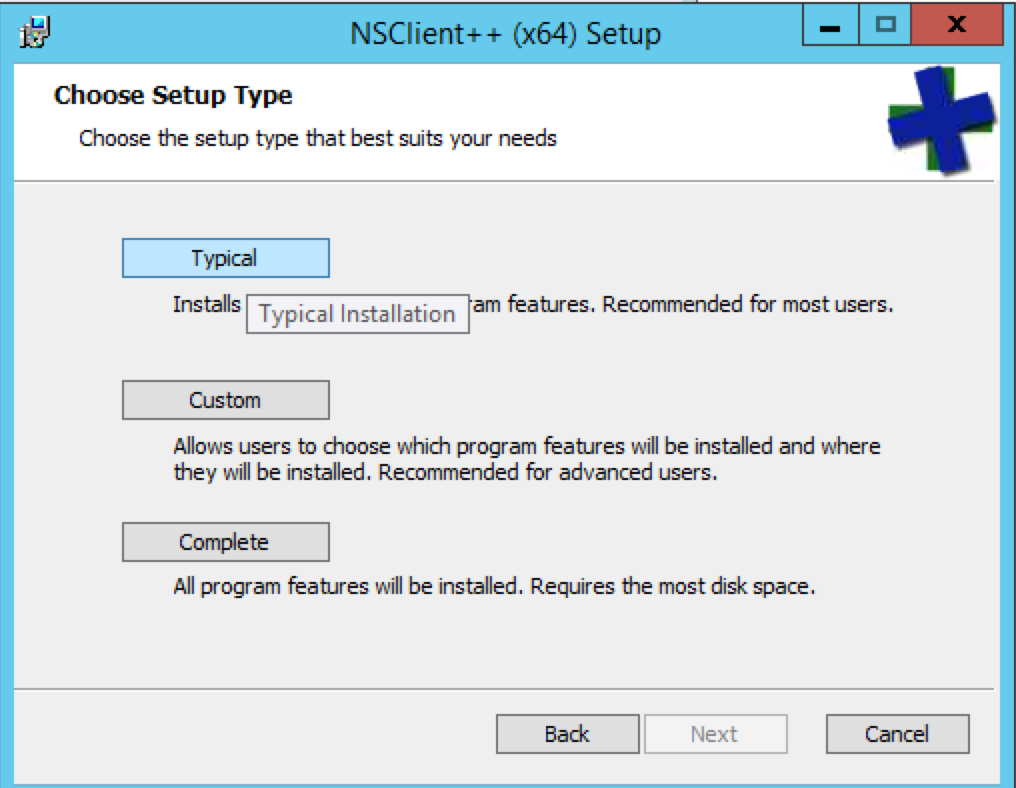 NSClient++ (x64) Setup
Choose Setup Type
Choose the setup type that best suits your needs
Typical
Installs Typical Installation am features. Recommended for most users.
Custom
Allows users to choose which program features will be installed and where
they will be installed. Recommended for advanced users.
Complete
All program features will be installed. Requires the most disk space.
Back Next Cancel